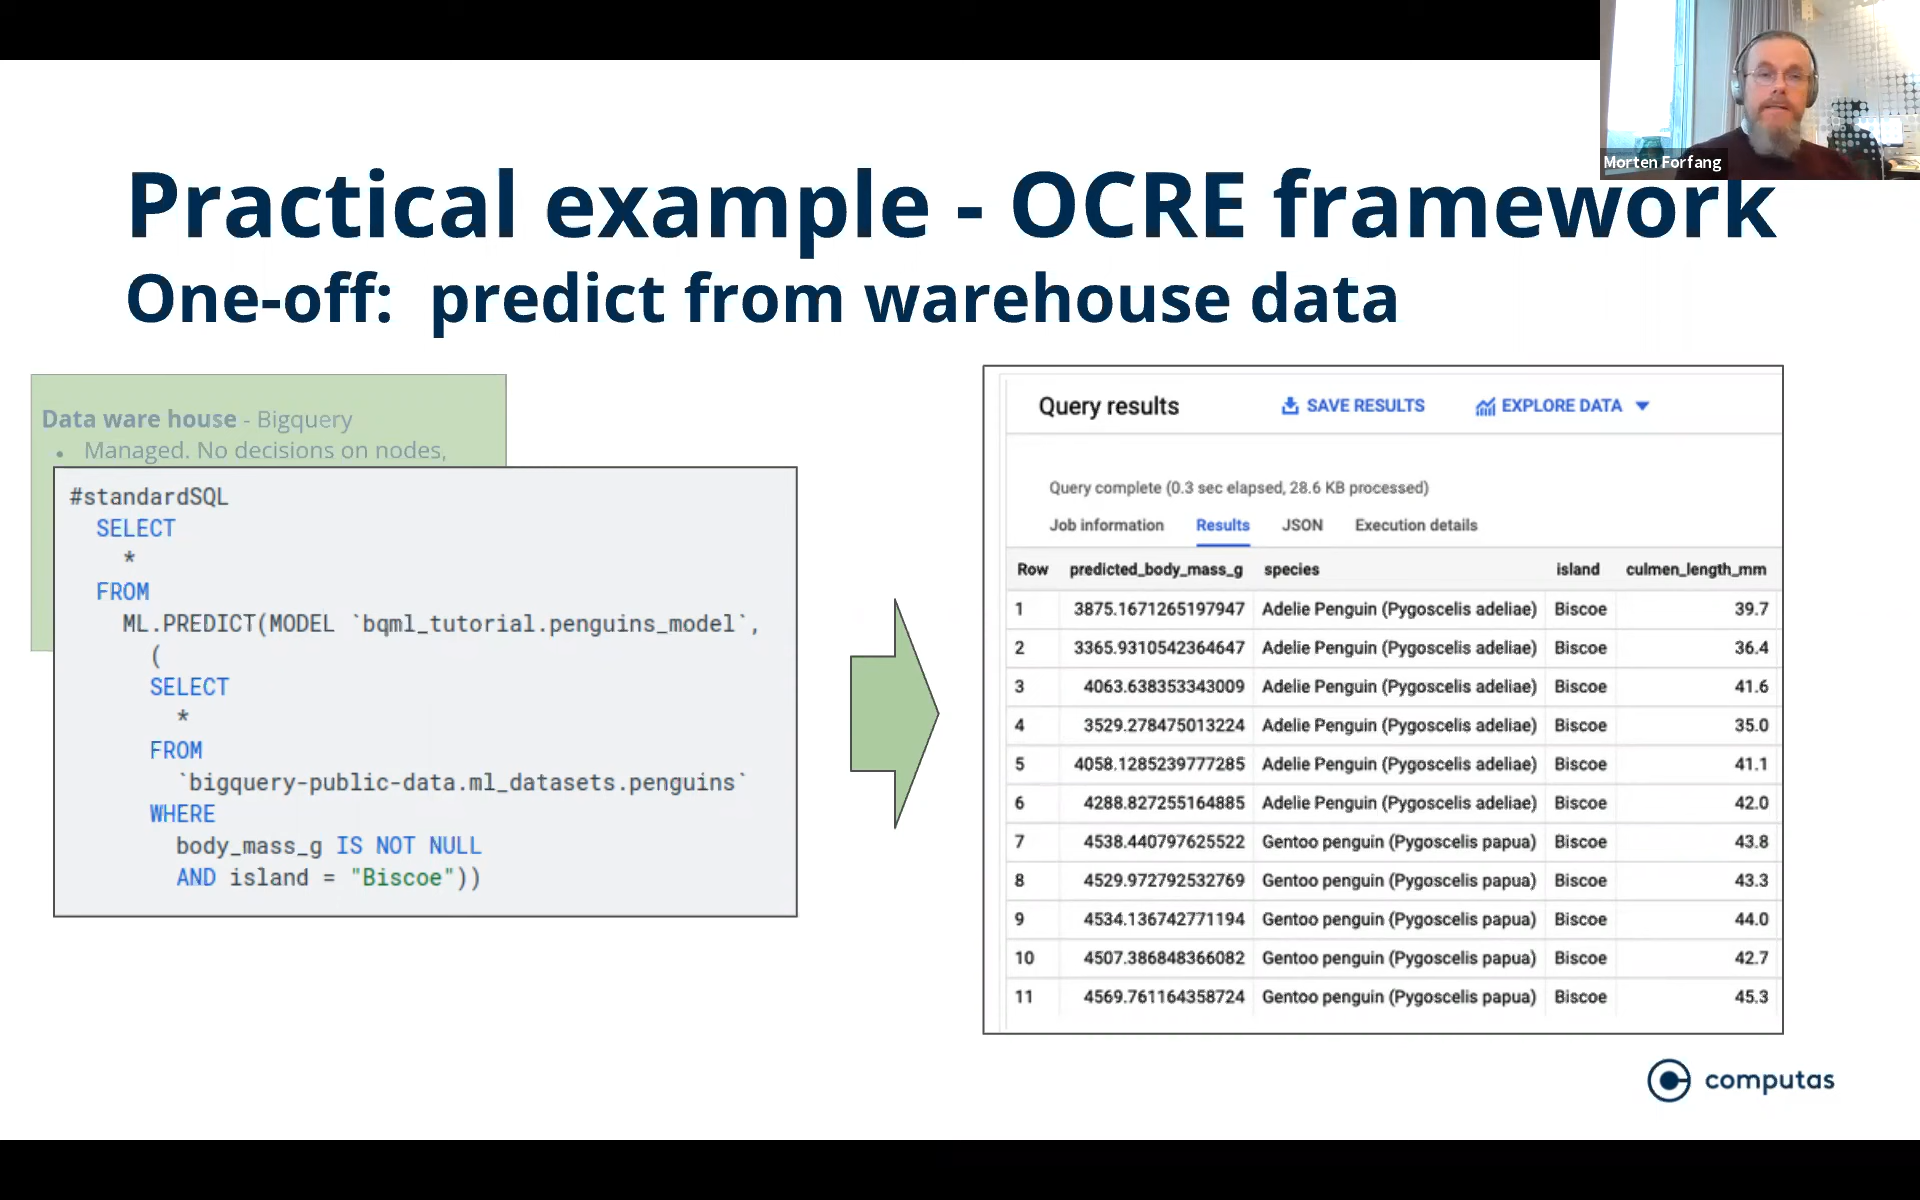 Morten Forfang
Practical example - OCRE framework
One-off: predict from warehouse data
Data ware house - Bigquery
• Managed. No decisions on nodes,
#standardSQL
SELECT
*
FROM
ML.PREDICT(MODEL `bqml_tutorial.penguins_model`,
(
SELECT
*
FROM
`bigquery-public-data.ml_datasets.penguins`
WHERE
body_mass_g IS NOT NULL
AND island = "Biscoe"))
Query results SAVE RESULTS EXPLORE DATA
Query complete (0.3 sec elapsed, 28.6 KB processed)
Job information Results JSON Execution details
Row predicted_body_mass_g species island culmen_length_mm
1 3875.1671265197947 Adelie Penguin (Pygoscelis adeliae) Biscoe 39.7
2 3365.9310542364647 Adelie Penguin (Pygoscelis adeliae) Biscoe 36.4
3 4063.638353343009 Adelie Penguin (Pygoscelis adeliae) Biscoe 41.6
4 3529.278475013224 Adelie Penguin (Pygoscelis adeliae) Biscoe 35.0
5 4058.1285239777285 Adelie Penguin (Pygoscelis adeliae) Biscoe 41.1
6 4288.827255164885 Adelie Penguin (Pygoscelis adeliae) Biscoe 42.0
7 4538.440797625522 Gentoo penguin (Pygoscelis papua) Biscoe 43.8
8 4529.972792532769 Gentoo penguin (Pygoscelis papua) Biscoe 43.3
9 4534.136742771194 Gentoo penguin (Pygoscelis papua) Biscoe 44.0
10 4507.386848366082 Gentoo penguin (Pygoscelis papua) Biscoe 42.7
11 4569.761164358724 Gentoo penguin (Pygoscelis papua) Biscoe 45.3
computas